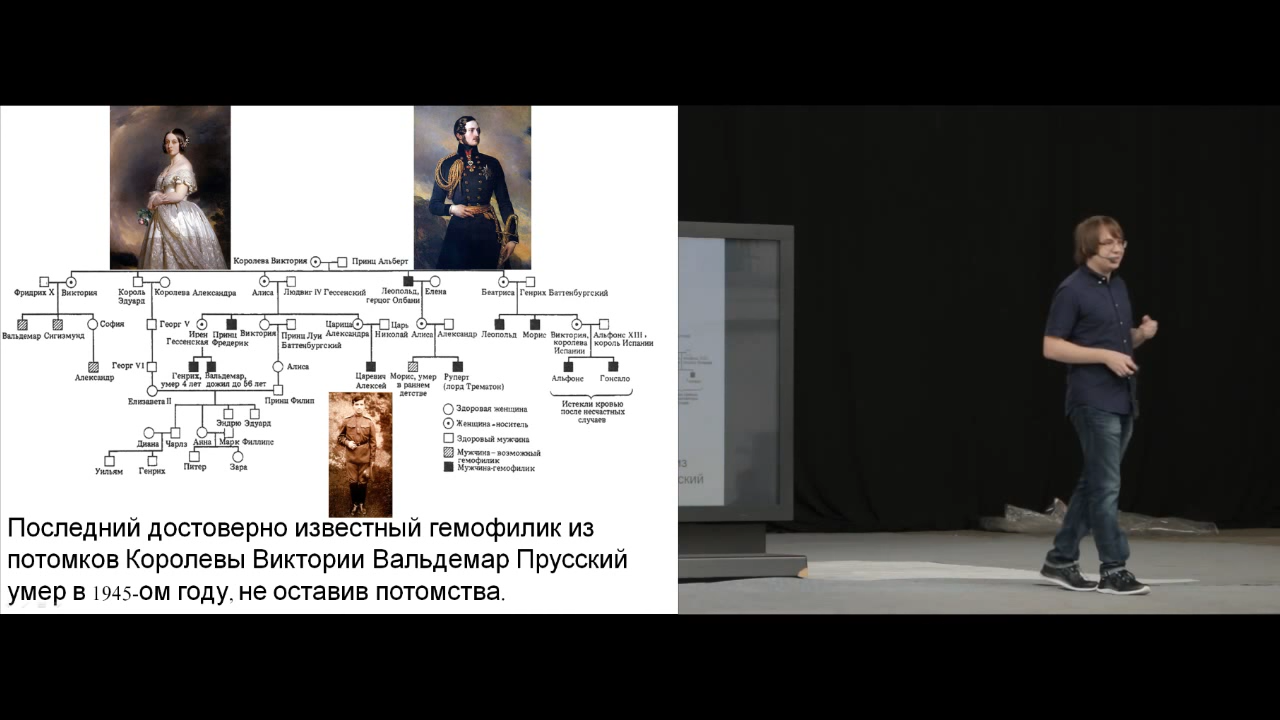 Королева Виктория
Принц Альберт
Фридрих X
Виктория
Король
Эдуард
Королева Александра
Алиса
Людвиг IV Гессенский
Леопольд,
герцог Олбани
Елена
Беатриса
Генрих Баттенбургский
Вальдемар
Сигизмунд
София
Георг V
Ирен
Гессенская
Принц
Фредерик
Виктория
Принц Луи
Баттенбургский
Царица
Александра
Царь
Николай
Алиса
Александр
Леопольд
Морис
Виктория,
королева
Испании
Альфонс XIII,
король Испании
Александр
Георг VI
Генрих,
умер 4 лет
Вальдемар,
дожил до 56 лет
Алиса
Царевич
Алексей
Морис, умер
в раннем
детстве
Руперт
(лорд Трематон)
Альфонс
Гонсало
Истекли кровью
после несчастных
случаев
Елизавета II
Принц Филип
Эндрю
Эдуард
Диана
Чарлз
Анна
Марк Филлипс
Уильям
Генрих
Питер
Зара
Здоровая женщина
Женщина-носитель
Здоровый мужчина
Мужчина-возможный
гемофилик
Мужчина-гемофилик
Последний достоверно известный гемофилик из
потомков Королевы Виктории Вальдемар Прусский
умер в 1945-ом году, не оставив потомства.
из
ский